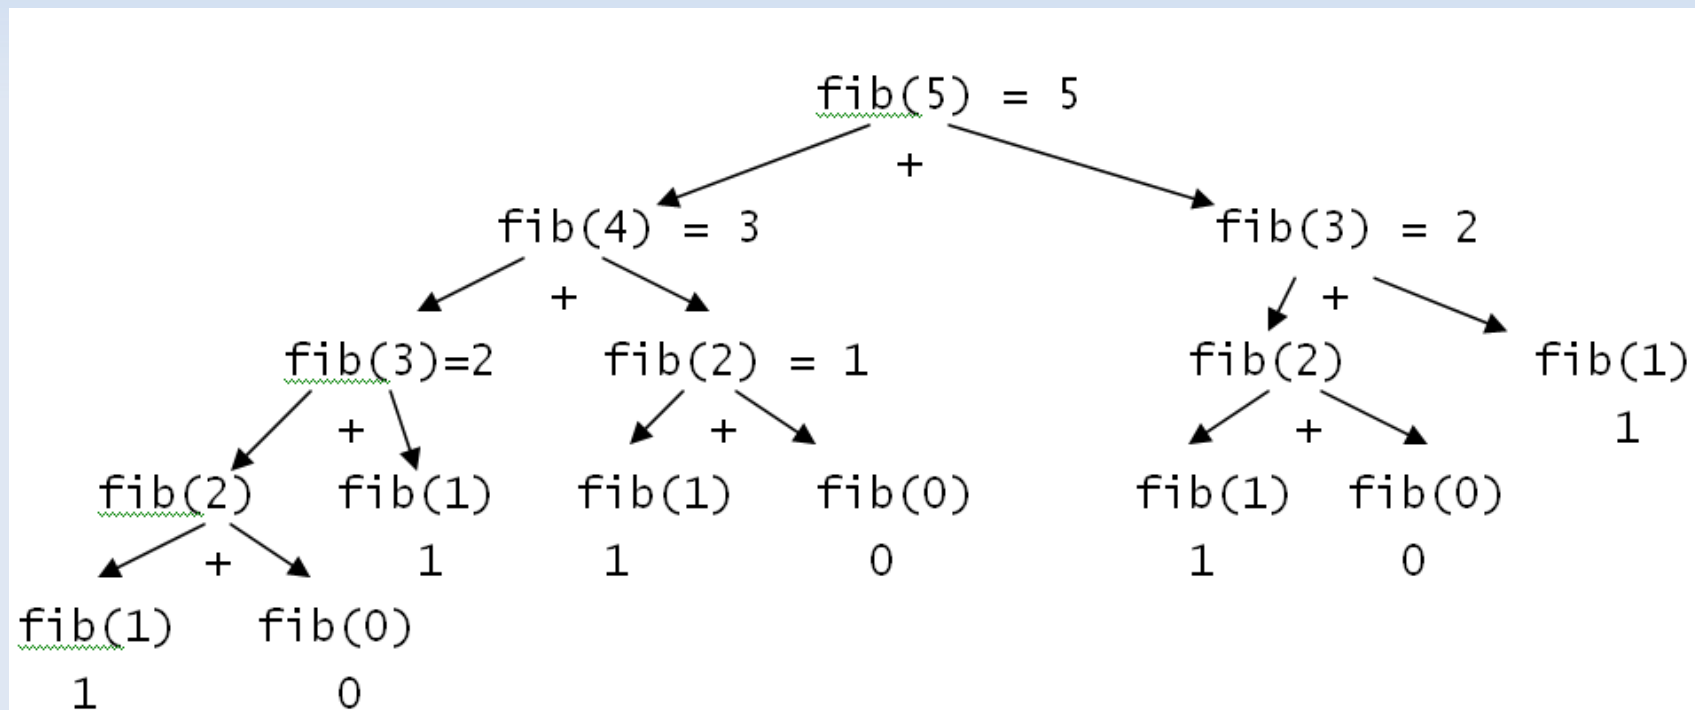 fib(5) = 5
+
fib(4) = 3 fib(3) = 2
+ +
fib(3)=2 fib(2) = 1 fib(2) fib(1)
+ + + 1
fib(2) fib(1) fib(1) fib(0) fib(1) fib(0)
+ 1 1 0 1 0
fib(1) fib(0)
1 0